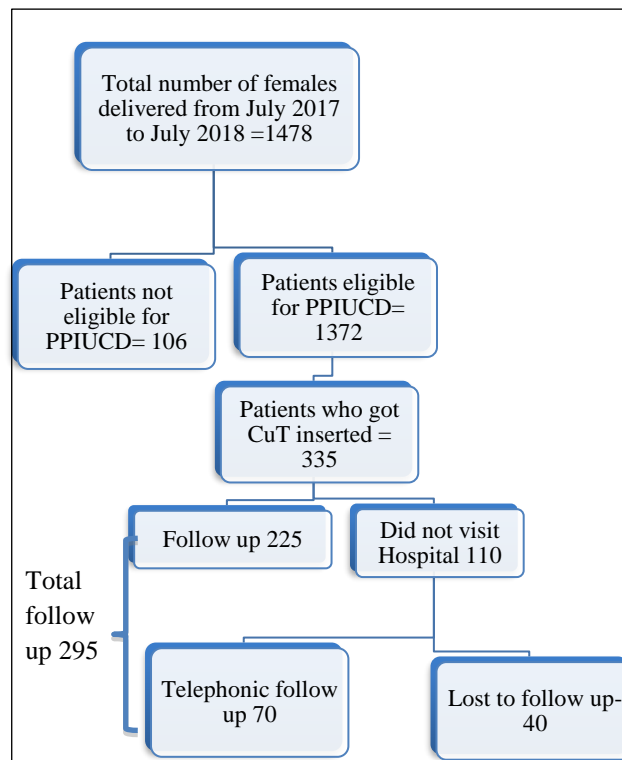 Total number of females
delivered from July 2017
to July 2018 =1478
Patients not
eligible for
PPIUCD= 106
Patients eligible
for PPIUCD=
1372
Patients who got
CuT inserted =
335
Follow up 225
Did not visit
Hospital 110
Total
follow
up 295
Telephonic follow
up 70
Lost to follow up-
40